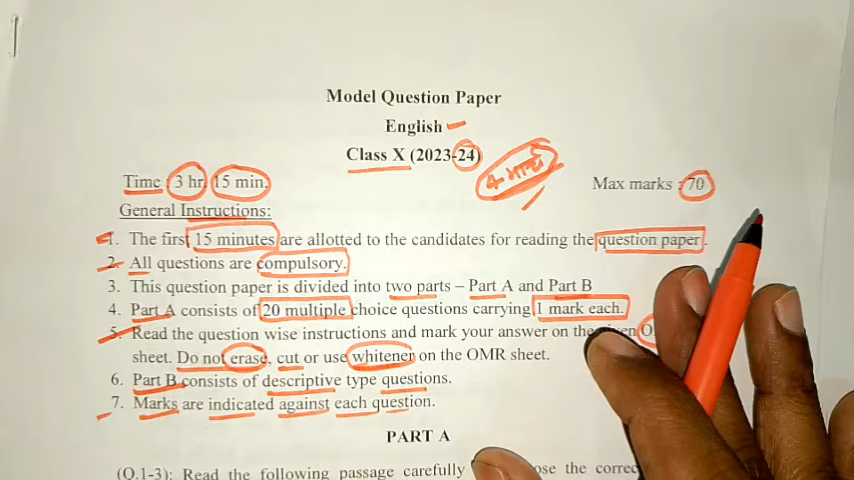 Model Question Paper
English
Class X (2023-24)
Time : 3 hr 15 min.
Max marks : 70
General Instructions:
1. The first 15 minutes are allotted to the candidates for reading the question paper.
2. All questions are compulsory.
3. This question paper is divided into two parts – Part A and Part B
4. Part A consists of 20 multiple choice questions carrying 1 mark each.
5. Read the question wise instructions and mark your answer on the given
sheet. Do not erase, cut or use whitener on the OMR sheet.
6. Part B consists of descriptive type questions.
7. Marks are indicated against each question.
PART A
(Q.1-3): Read the following passage carefully